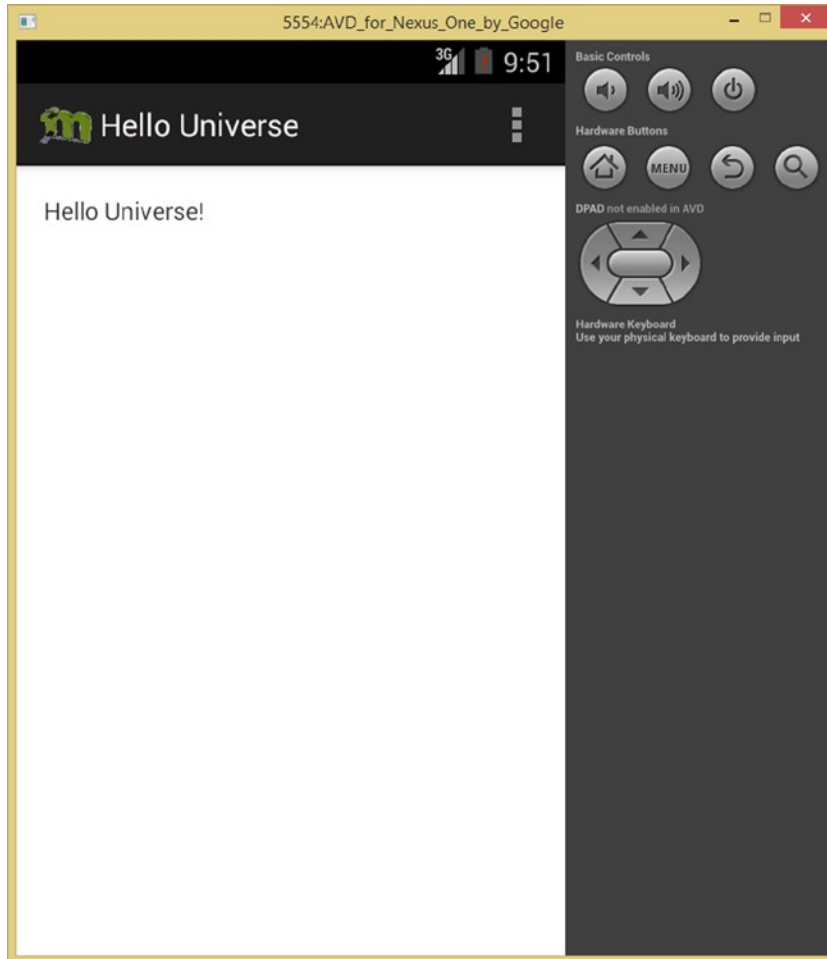 5554:AVD_for_Nexus_One_by_Google
3G 9:51
Hello Universe
Hello Universe!
Basic Controls
Hardware Buttons
MENU
DPAD not enabled in AVD
Hardware Keyboard
Use your physical keyboard to provide input